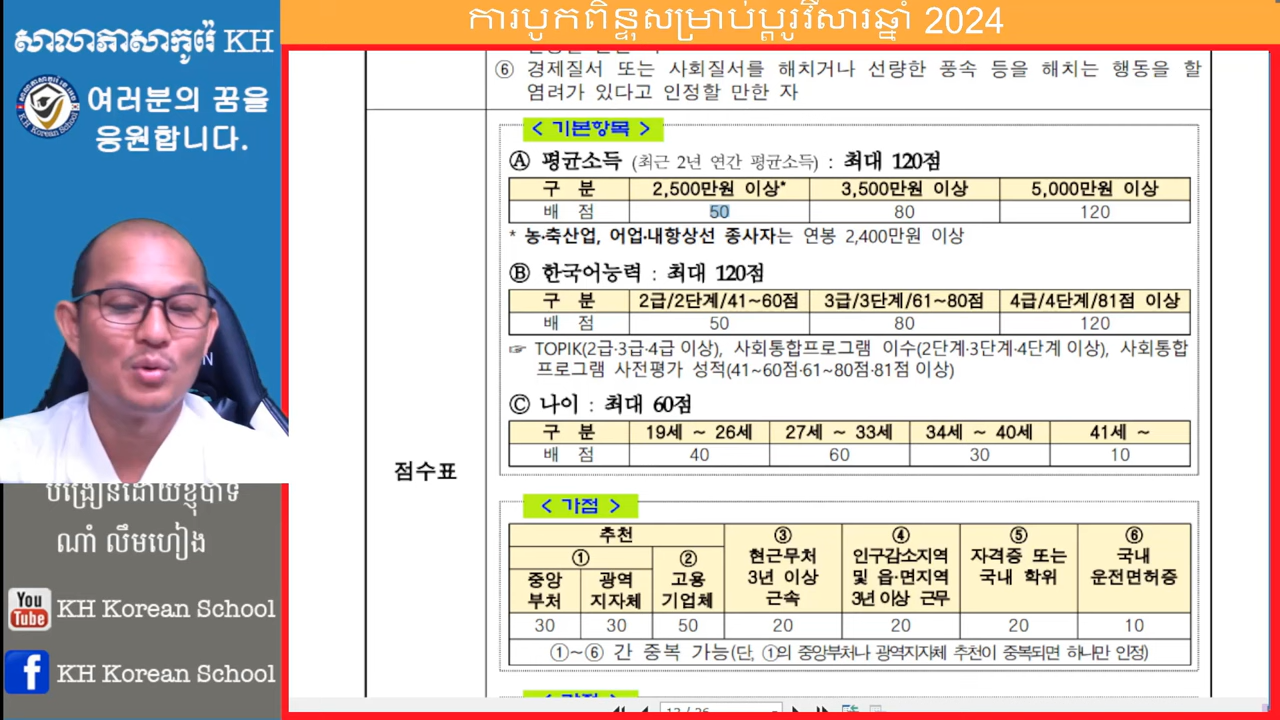 ការបូកពិន្ទុសម្រាប់ប្តូរវីសារឆ្នាំ 2024
សាលាភាសាកូរ៉េ KH
여러분의 꿈을
응원합니다.
⑥ 경제질서 또는 사회질서를 해치거나 선량한 풍속 등을 해치는 행동을 할
염려가 있다고 인정할 만한 자
점수표
< 기본항목 >
Ⓐ 평균소득 (최근 2년 연간 평균소득) : 최대 120점
구 분 2,500만원 이상* 3,500만원 이상 5,000만원 이상
배 점 50 80 120
* 농·축산업, 어업·내항상선 종사자는 연봉 2,400만원 이상
Ⓑ 한국어능력 : 최대 120점
구 분 2급/2단계/41~60점 3급/3단계/61~80점 4급/4단계/81점 이상
배 점 50 80 120
☞ TOPIK(2급·3급·4급 이상), 사회통합프로그램 이수(2단계·3단계·4단계 이상), 사회통합
프로그램 사전평가 성적(41~60점·61~80점·81점 이상)
Ⓒ 나이 : 최대 60점
구 분 19세 ~ 26세 27세 ~ 33세 34세 ~ 40세 41세 ~
배 점 40 60 30 10
< 가점 >
추천 ③ ④ ⑤ ⑥
① ② 현근무처 인구감소지역 자격증 또는 국내
중앙 광역 고용 3년 이상 및 읍·면지역 국내 학위 운전면허증
부처 지자체 기업체 근속 3년 이상 근무
30 30 50 20 20 20 10
①~⑥ 간 중복 가능(단, ①의 중앙부처나 광역지자체 추천이 중복되면 하나만 인정)
បង្រៀនដោយខ្ញុំបាទ
ណាំ លឹមហៀង
You Tube KH Korean School
KH Korean School